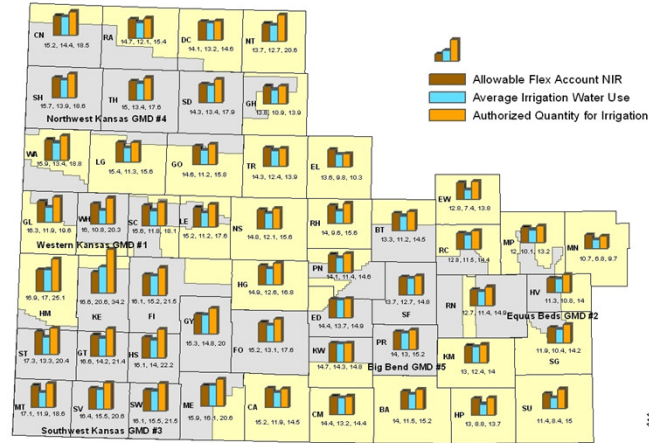 CN
15.2, 14.4, 18.5
RA
14.7, 12.1, 15.4
DC
14.1, 13.2, 14.6
NT
13.7, 12.7, 20.6
Allowable Flex Account NIR
Average Irrigation Water Use
Authorized Quantity for Irrigation
SH
15.7, 13.9, 18.6
TH
15, 13.4, 17.6
SD
14.3, 13.4, 17.9
GH
13.8, 10.9, 13.9
Northwest Kansas GMD #4
WA
15.9, 13.4, 18.8
LG
15.4, 11.3, 15.6
GO
14.6, 11.2, 15.8
TR
14.3, 12.4, 13.9
EL
13.6, 9.8, 10.3
EW
12.8, 7.4, 13.8
GL
16.3, 11.9, 19.6
WH
16, 10.8, 20.3
SC
15.6, 11.8, 18.1
LE
15.2, 11.2, 17.6
NS
14.8, 12.1, 15.6
RH
14, 9.6, 15.6
BT
13.3, 11.2, 14.5
RC
12.8, 11.5,
MP
10.1, 13.2
MN
10.7, 6.8, 9.7
Western Kansas GMD #1
HM
16.9, 17, 25.1
KE
16.6, 20.6, 34.2
FI
16.1, 15.2, 21.5
HG
14.9, 12.6, 16.8
PN
14.1, 11.4, 14.6
SF
13.7, 12.7, 14.8
RN
12.7, 11.4, 14.9
HV
11.3, 10.8, 14
Equus Beds GMD #2
GY
15.3, 14.8, 20
FO
15.2, 13.1, 17.6
ED
14.4, 13.7, 14.9
ST
17.3, 13.3, 20.4
GT
16.6, 14.2, 21.4
HS
16.1, 14, 22.2
KW
14.7, 14.3, 14.8
PR
14, 13, 15.2
Big Bend GMD #5
KM
13, 12.4, 14
SG
11.9, 10.4, 14.2
MT
17.1, 11.9, 18.6
SV
16.4, 15.5, 20.6
SW
16.1, 15.5, 21.5
ME
15.9, 16.1, 20.6
CA
15.2, 11.9, 14.5
CM
14.4, 13.2, 14.4
BA
14, 11.5, 15.2
HP
13, 8.8, 13.7
SU
11.4, 8.4, 15
Southwest Kansas GMD #3